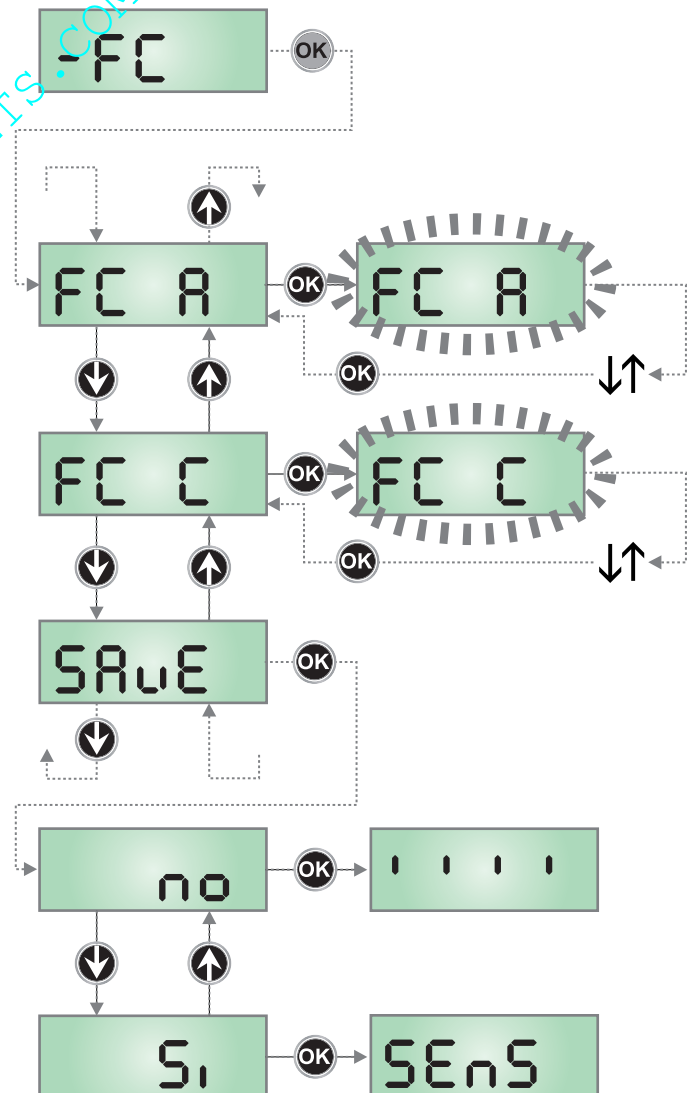 -FC OK
FC A OK FC A
OK ↓↑
FC C OK FC C
OK ↓↑
SAvE OK
no OK ı ı ı ı
Si OK SEnS